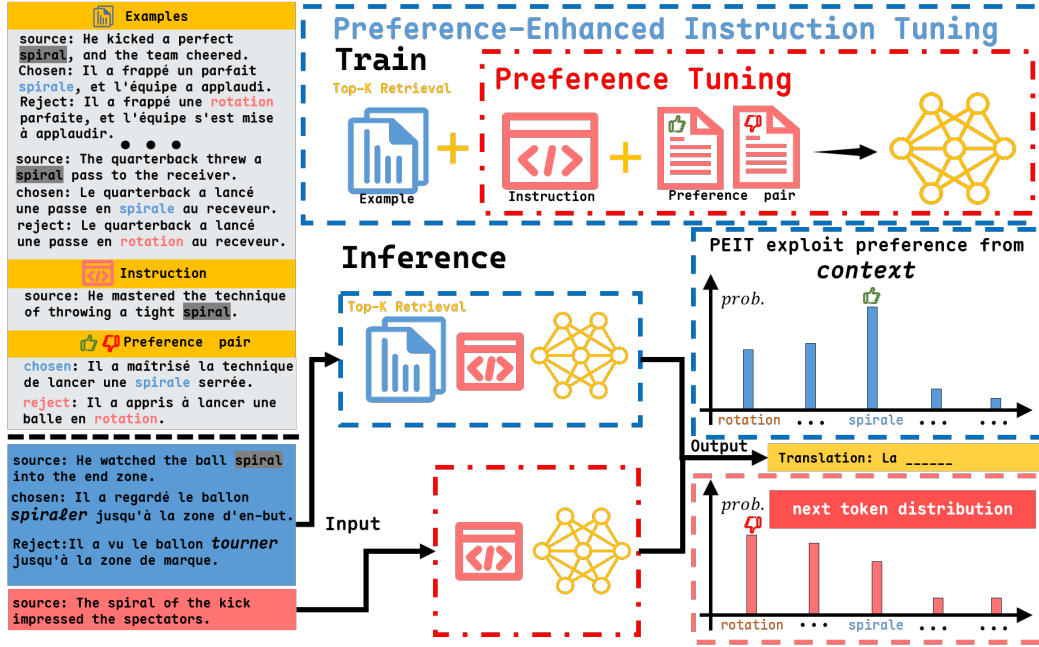 Examples
source: He kicked a perfect
spiral, and the team cheered.
Chosen: Il a frappé un parfait
spirale, et l'équipe a applaudi.
Reject: Il a frappé une rotation
parfaite, et l'équipe s'est mise
à applaudir.
● ● ●
source: The quarterback threw a
spiral pass to the receiver.
chosen: Le quarterback a lancé
une passe en spirale au receveur.
reject: Le quarterback a lancé
une passe en rotation au receveur.
Instruction
source: He mastered the technique
of throwing a tight spiral.
Preference pair
chosen: Il a maîtrisé la technique
de lancer une spirale serrée.
reject: Il a appris à lancer une
balle en rotation.
source: He watched the ball spiral
into the end zone.
chosen: Il a regardé le ballon
spiraler jusqu'à la zone d'en-but.
Reject:Il a vu le ballon tourner
jusqu'à la zone de marque.
source: The spiral of the kick
impressed the spectators.
Preference-Enhanced Instruction Tuning
Train
Top-K Retrieval
Preference Tuning
Example
Instruction
Preference pair
Inference
Top-K Retrieval
Input
Output
PEIT exploit preference from
context
prob.
rotation ... spirale ... ...
Translation: La ______
prob.
next token distribution
rotation ... spirale ... ...